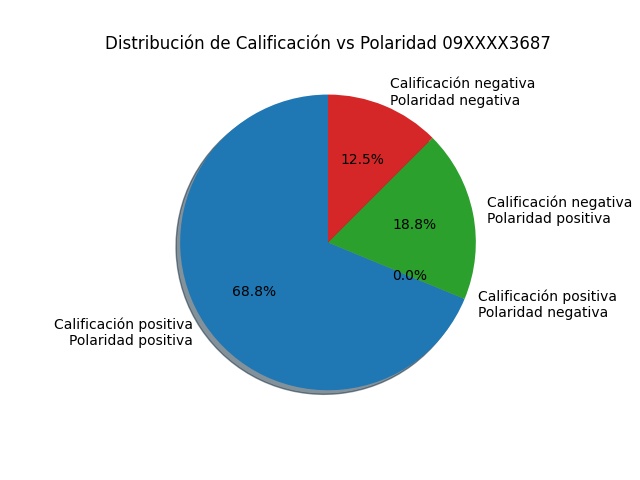 Distribución de Calificación vs Polaridad 09XXXX3687
Calificación negativa
Polaridad negativa
12.5%
Calificación negativa
Polaridad positiva
18.8%
0.0%
Calificación positiva
Polaridad negativa
68.8%
Calificación positiva
Polaridad positiva